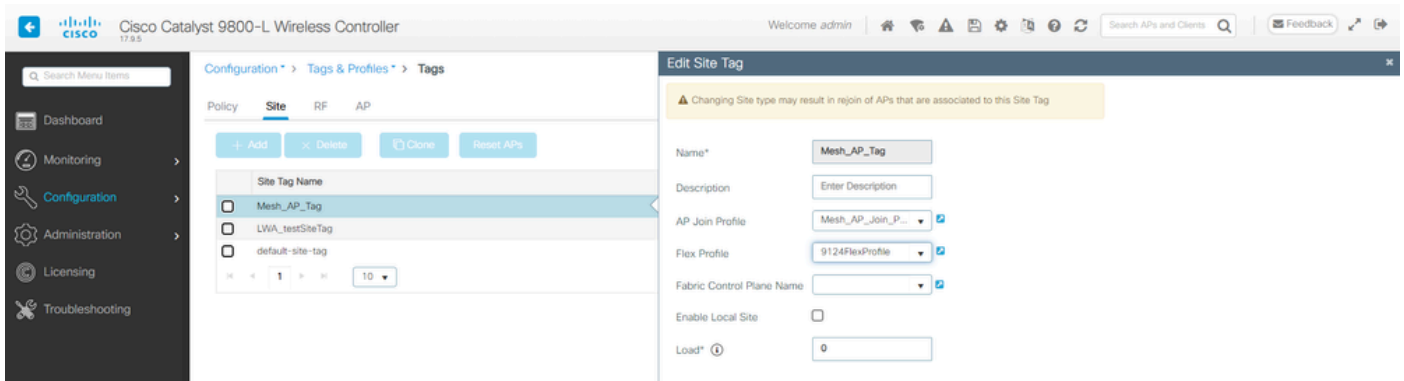 cisco
Cisco Catalyst 9800-L Wireless Controller
17.9.5
Welcome admin
Search APs and Clients
Feedback
Search Menu Items
Dashboard
Monitoring
Configuration
Administration
Licensing
Troubleshooting
Configuration > Tags & Profiles > Tags
Policy Site RF AP
+ Add × Delete Clone Reset APs
Site Tag Name
Mesh_AP_Tag
LWA_testSiteTag
default-site-tag
1 10
Edit Site Tag
Changing Site type may result in rejoin of APs that are associated to this Site Tag
Name* Mesh_AP_Tag
Description Enter Description
AP Join Profile Mesh_AP_Join_P...
Flex Profile 9124FlexProfile
Fabric Control Plane Name
Enable Local Site
Load* 0